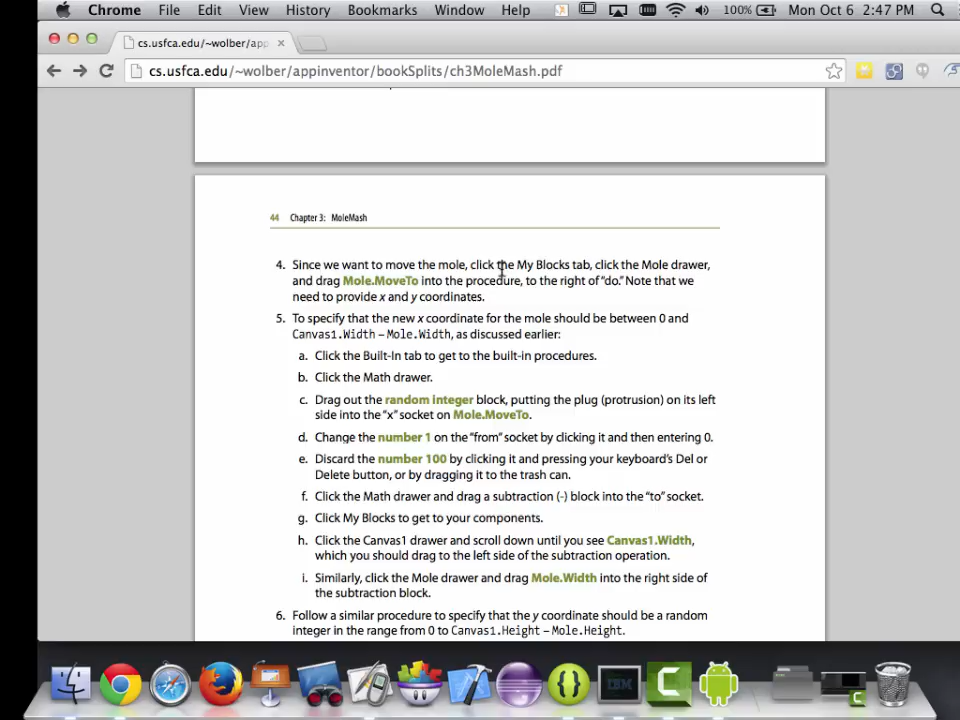 Chrome File Edit View History Bookmarks Window Help 100% Mon Oct 6 2:47 PM
cs.usfca.edu/~wolber/app
cs.usfca.edu/~wolber/appinventor/bookSplits/ch3MoleMash.pdf
44 Chapter 3: MoleMash
4. Since we want to move the mole, click the My Blocks tab, click the Mole drawer,
and drag Mole.MoveTo into the procedure, to the right of “do.” Note that we
need to provide x and y coordinates.
5. To specify that the new x coordinate for the mole should be between 0 and
Canvas1.Width – Mole.Width, as discussed earlier:
a. Click the Built-In tab to get to the built-in procedures.
b. Click the Math drawer.
c. Drag out the random integer block, putting the plug (protrusion) on its left
side into the “x” socket on Mole.MoveTo.
d. Change the number 1 on the “from” socket by clicking it and then entering 0.
e. Discard the number 100 by clicking it and pressing your keyboard’s Del or
Delete button, or by dragging it to the trash can.
f. Click the Math drawer and drag a subtraction (-) block into the “to” socket.
g. Click My Blocks to get to your components.
h. Click the Canvas1 drawer and scroll down until you see Canvas1.Width,
which you should drag to the left side of the subtraction operation.
i. Similarly, click the Mole drawer and drag Mole.Width into the right side of
the subtraction block.
6. Follow a similar procedure to specify that the y coordinate should be a random
integer in the range from 0 to Canvas1.Height – Mole.Height.
IBM
C
C